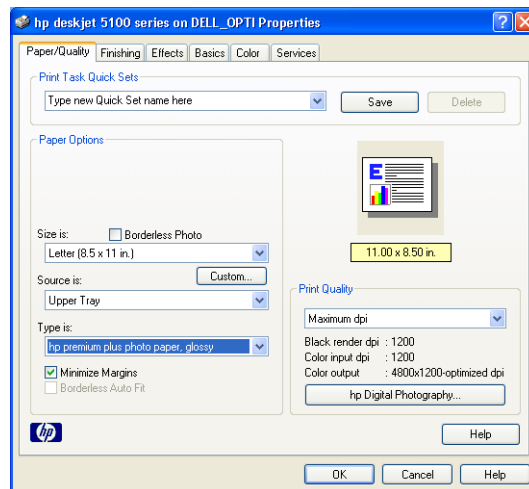 hp deskjet 5100 series on DELL_OPTI Properties
Paper/Quality Finishing Effects Basics Color Services
Print Task Quick Sets
Type new Quick Set name here Save Delete
Paper Options
Size is: Borderless Photo
Letter (8.5 x 11 in.)
Source is: Custom...
Upper Tray
Type is:
hp premium plus photo paper, glossy
Minimize Margins
Borderless Auto Fit
E
11.00 x 8.50 in.
Print Quality
Maximum dpi
Black render dpi : 1200
Color input dpi : 1200
Color output : 4800x1200-optimized dpi
hp Digital Photography...
hp
Help
OK Cancel Help